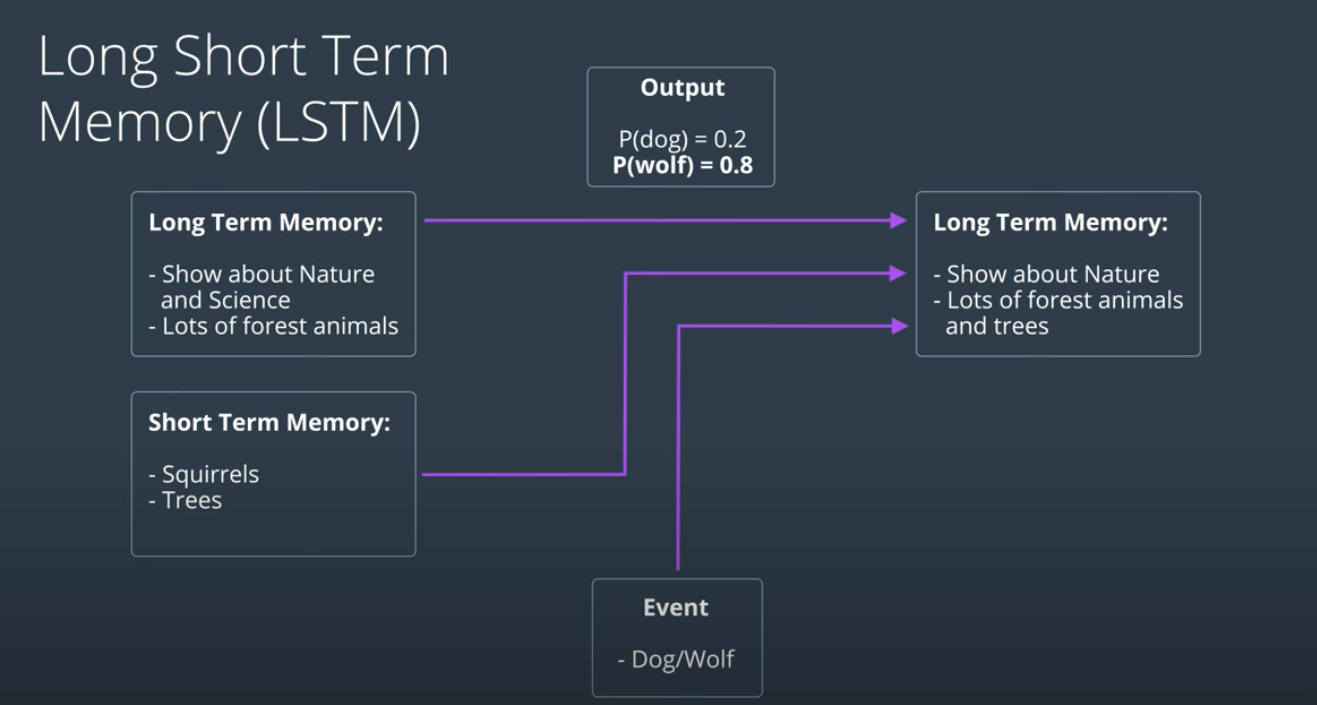 Long Short Term
Memory (LSTM)
Output
P(dog) = 0.2
P(wolf) = 0.8
Long Term Memory:
- Show about Nature
and Science
- Lots of forest animals
Long Term Memory:
- Show about Nature
- Lots of forest animals
and trees
Short Term Memory:
- Squirrels
- Trees
Event
- Dog/Wolf